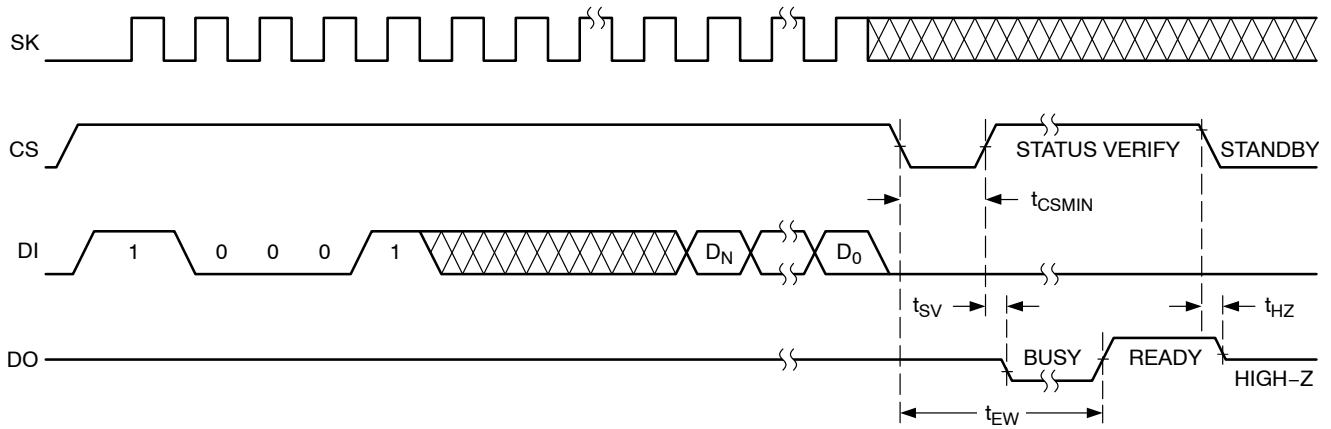 SK
CS
STATUS VERIFY STANDBY
tCSMIN
DI 1 0 0 0 1 DN D0
tSV tHZ
DO BUSY READY
HIGH–Z
tEW